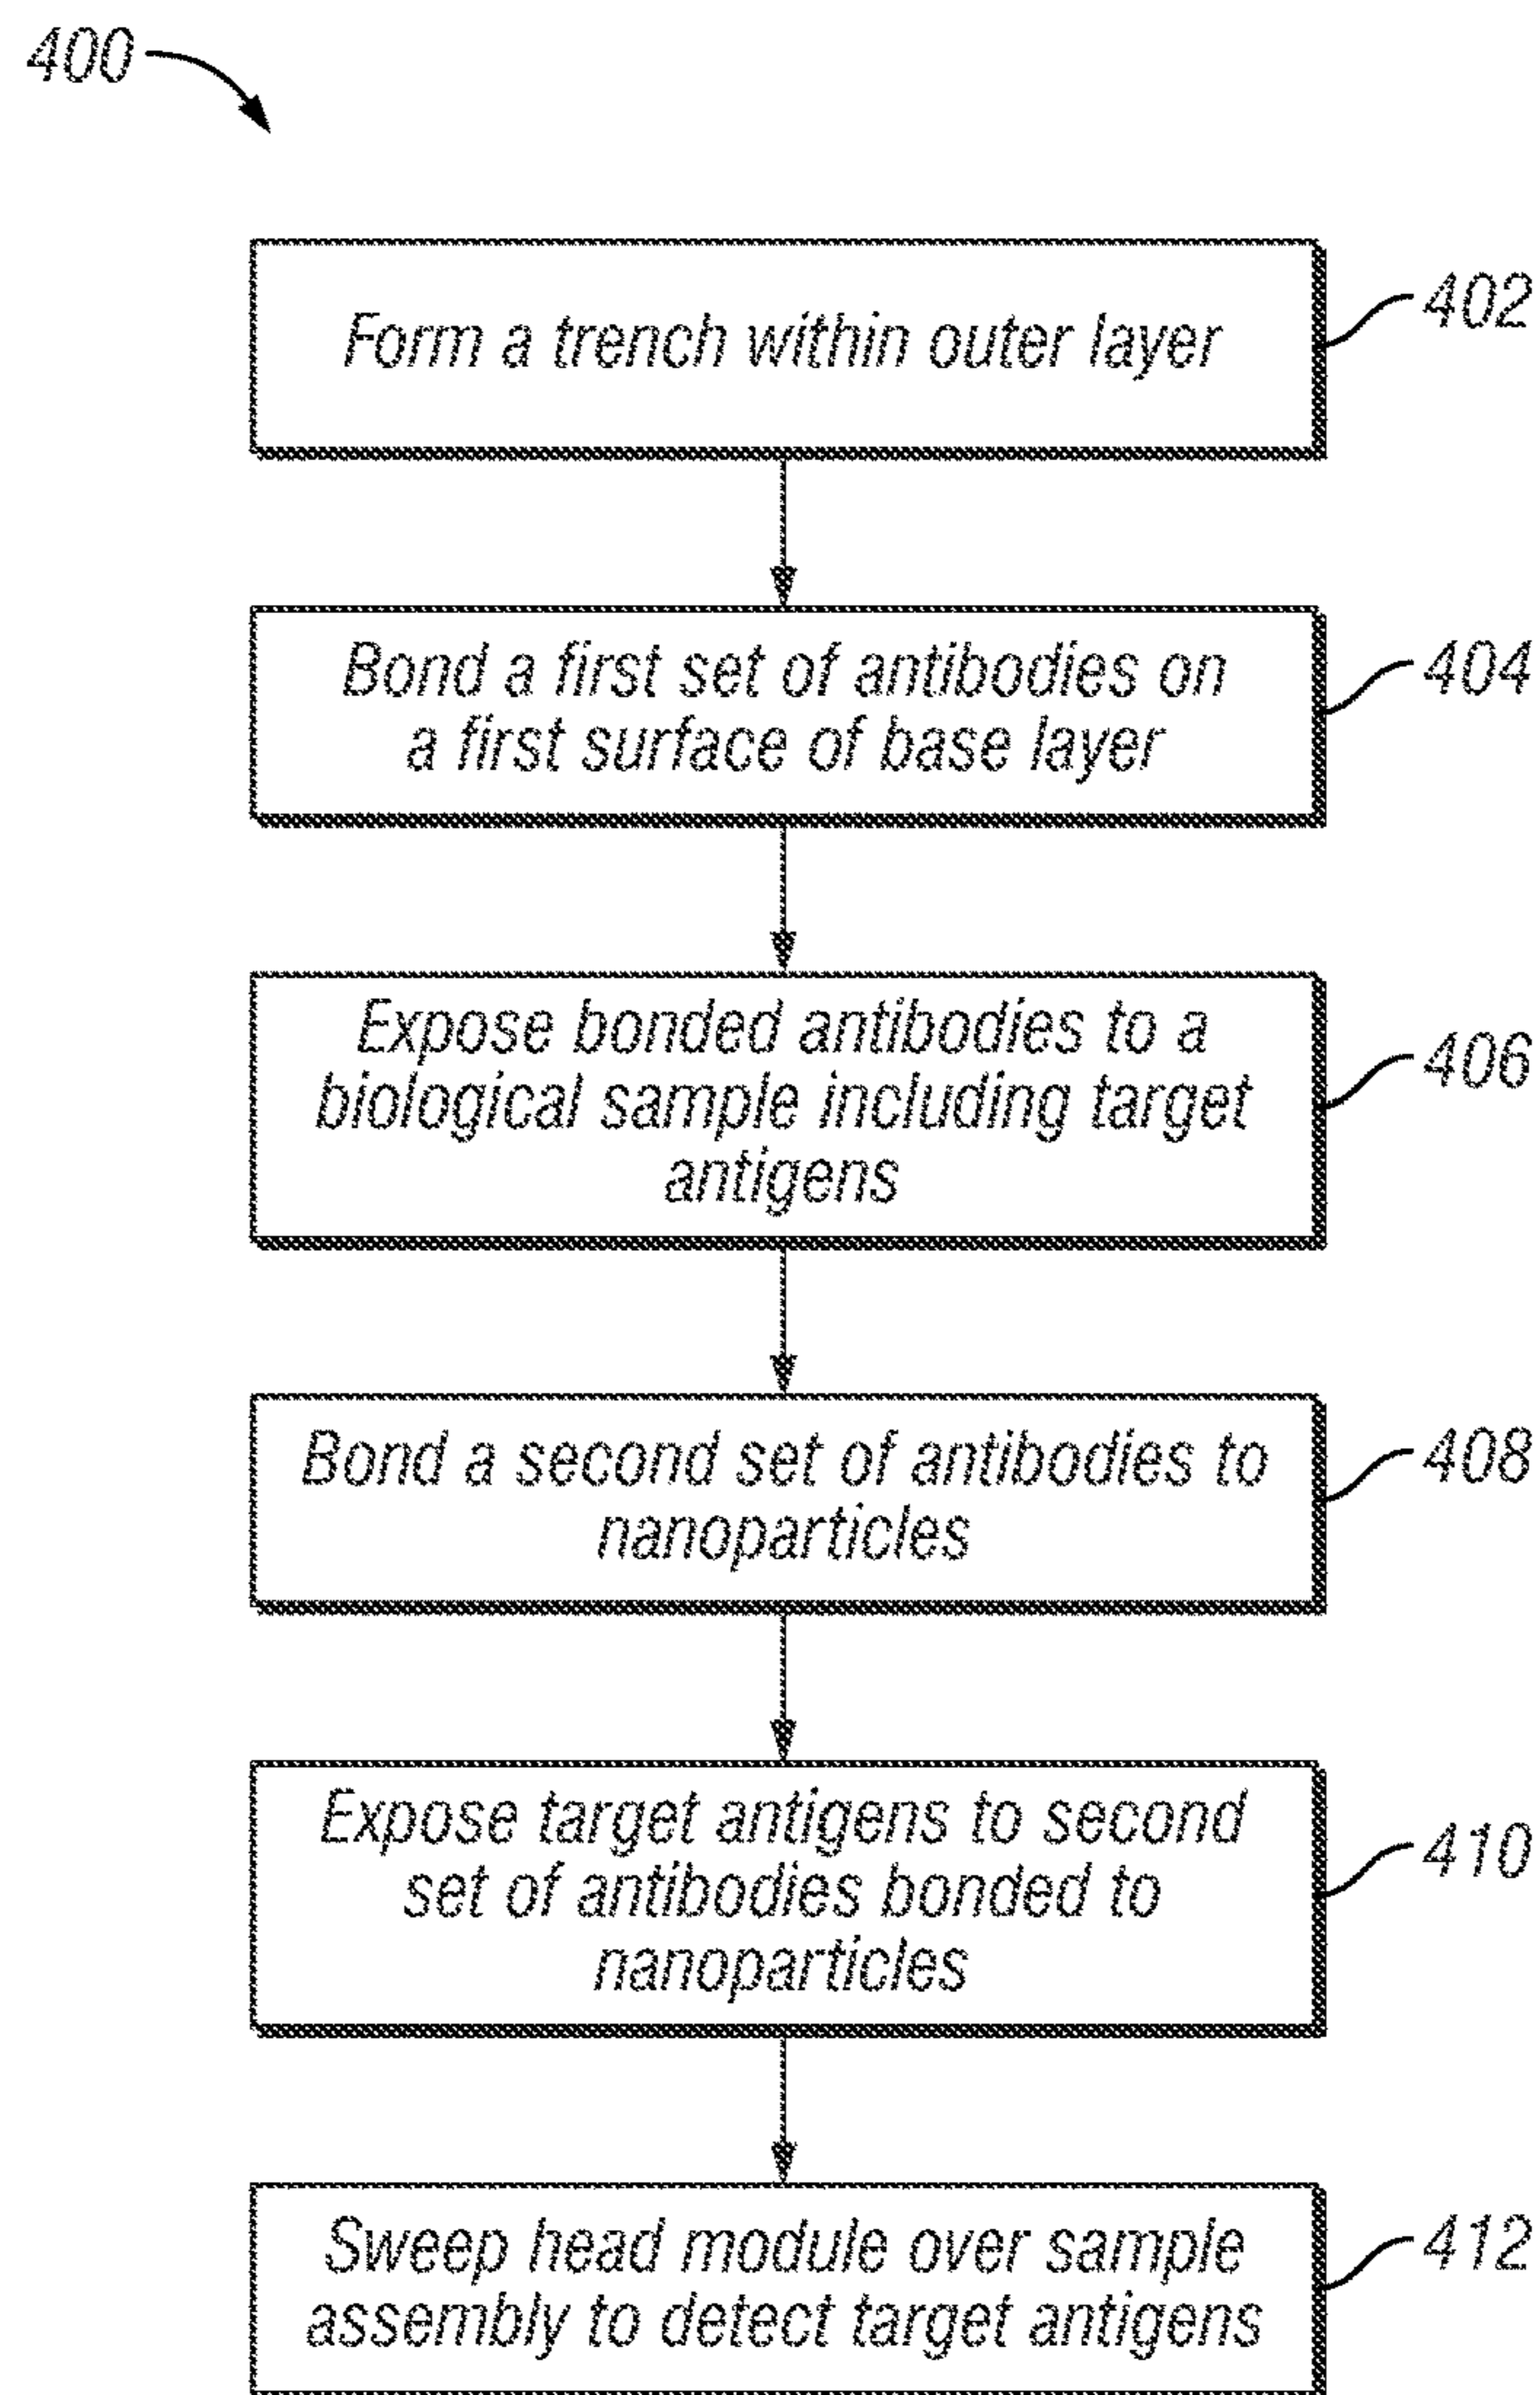 400
Form a trench within outer layer
402
Bond a first set of antibodies on
a first surface of base layer
404
Expose bonded antibodies to a
biological sample including target
antigens
406
Bond a second set of antibodies to
nanoparticles
408
Expose target antigens to second
set of antibodies bonded to
nanoparticles
410
Sweep head module over sample
assembly to detect target antigens
412